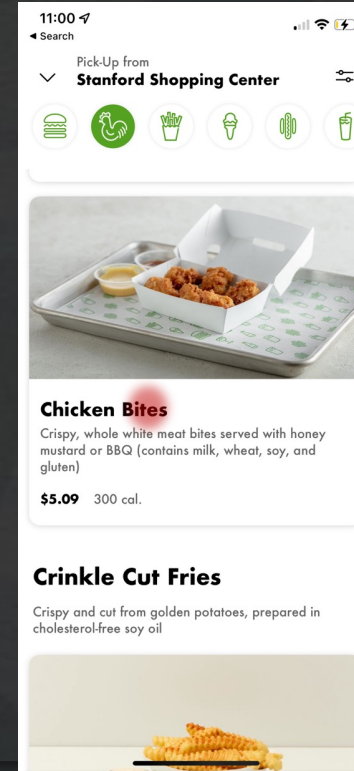 11:00
◀ Search
Pick-Up from
Stanford Shopping Center
Chicken Bites
Crispy, whole white meat bites served with honey
mustard or BBQ (contains milk, wheat, soy, and
gluten)
$5.09 300 cal.
Crinkle Cut Fries
Crispy and cut from golden potatoes, prepared in
cholesterol-free soy oil